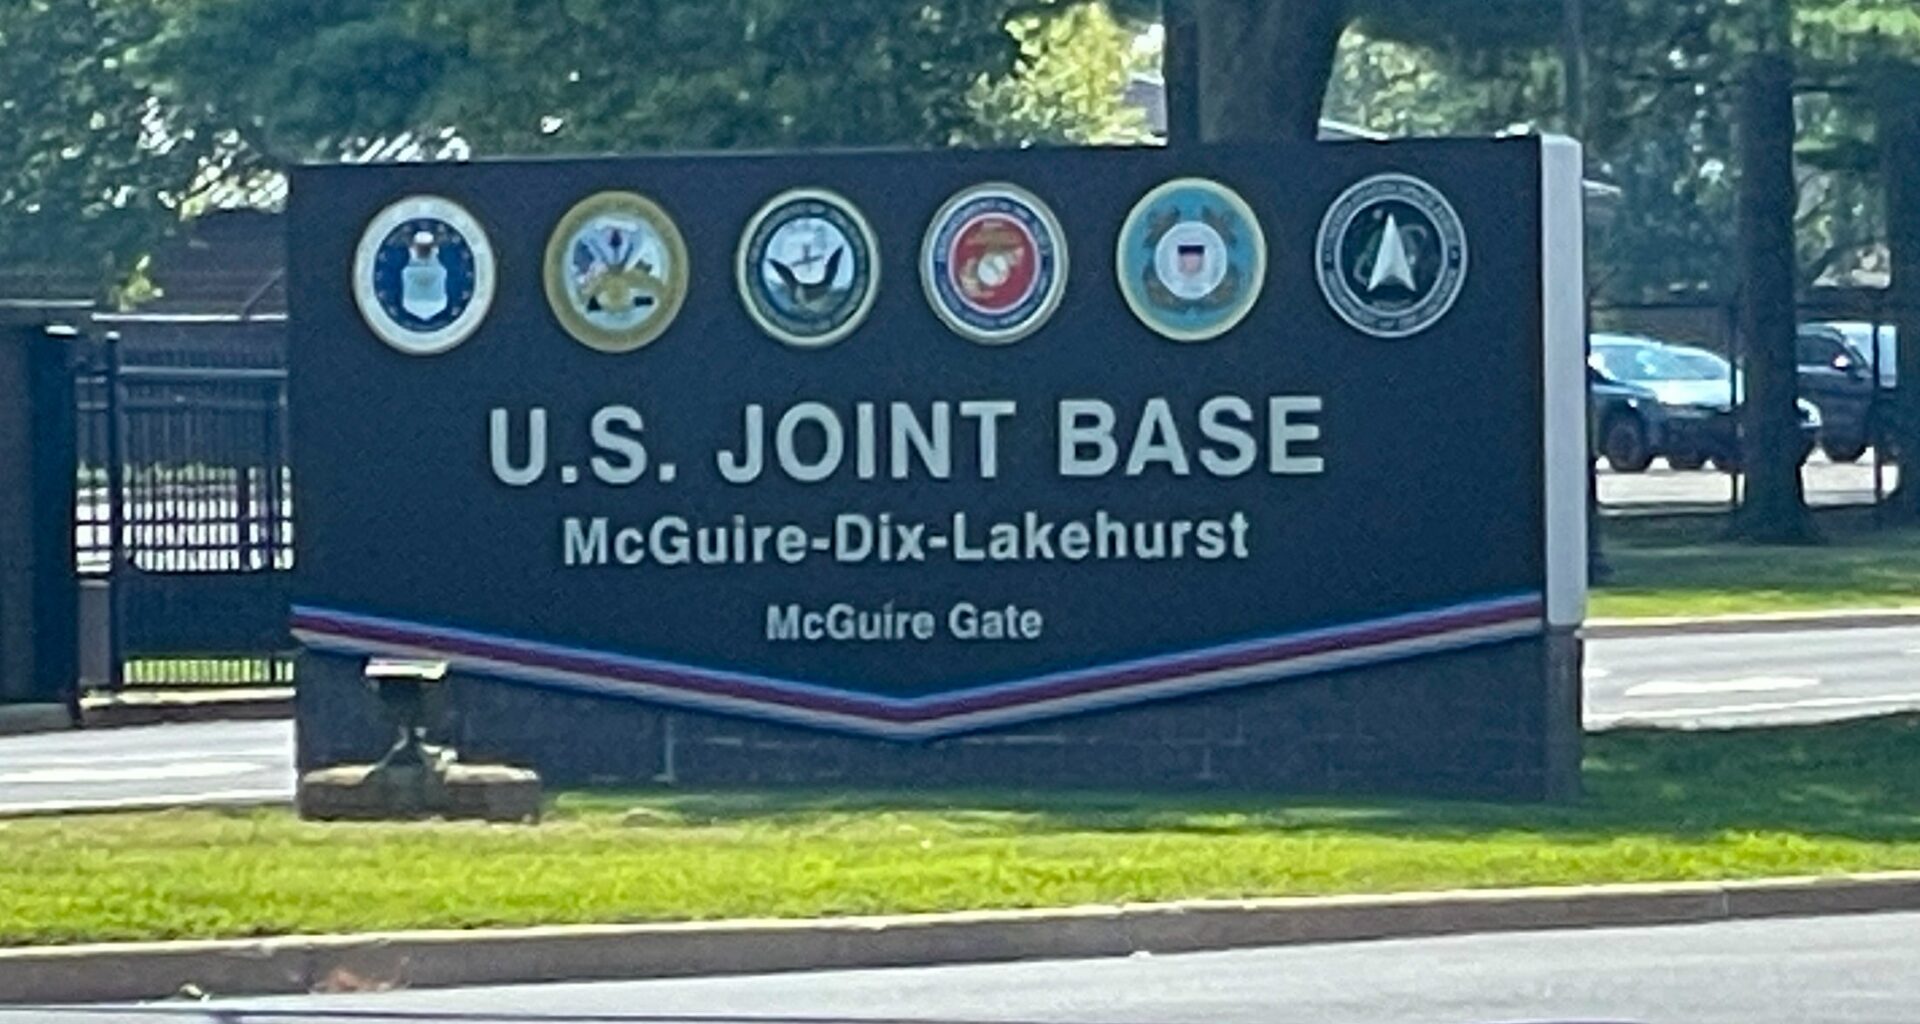 U.S. JOINT BASE
McGuire-Dix-Lakehurst
McGuire Gate